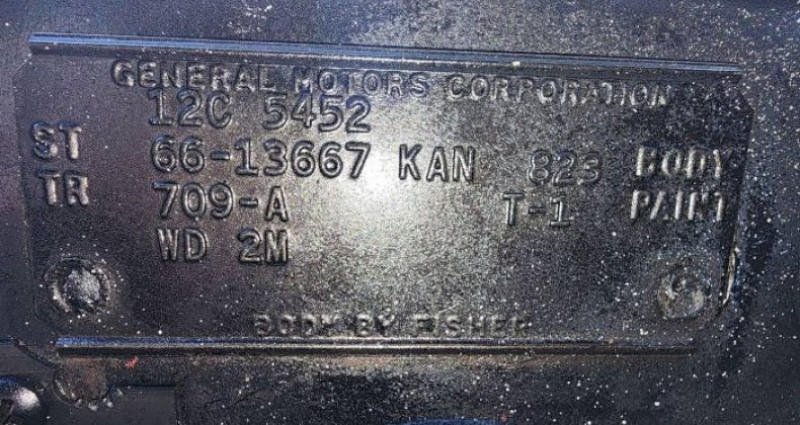 GENERAL MOTORS CORPORATION
12C 5452
ST 66-13667 KAN 823 BODY
TR 709-A T-1 PAINT
WD 2M
BODY BY FISHER